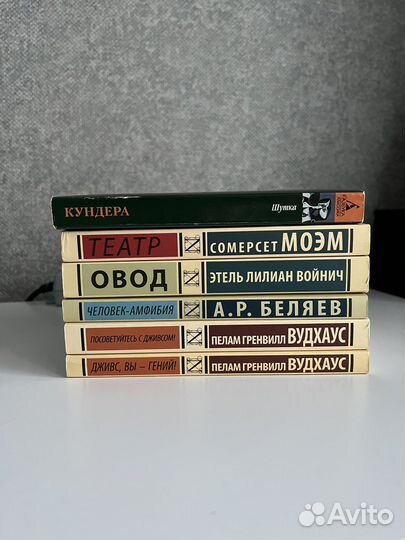 КУНДЕРА Шутка
ТЕАТР СОМЕРСЕТ МОЭМ
ОВОД ЭТЕЛЬ ЛИЛИАН ВОЙНИЧ
ЧЕЛОВЕК-АМФИБИЯ А.Р. БЕЛЯЕВ
ПОСОВЕТУЙТЕСЬ С ДЖИВСОМ! ПЕЛАМ ГРЕНВИЛЛ ВУДХАУС
ДЖИВС, ВЫ – ГЕНИЙ! ПЕЛАМ ГРЕНВИЛЛ ВУДХАУС
Avito